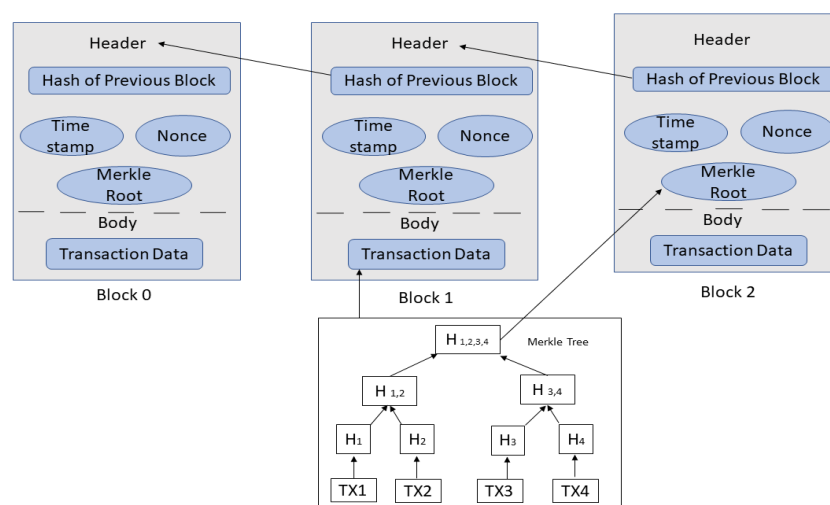 Header
Hash of Previous Block
Time
stamp
Nonce
Merkle
Root
Body
Transaction Data
Block 0
Header
Hash of Previous Block
Time
stamp
Nonce
Merkle
Root
Body
Transaction Data
Block 1
Header
Hash of Previous Block
Time
stamp
Nonce
Merkle
Root
Body
Transaction Data
Block 2
H 1,2,3,4
Merkle Tree
H 1,2
H 3,4
H1
H2
H3
H4
TX1
TX2
TX3
TX4